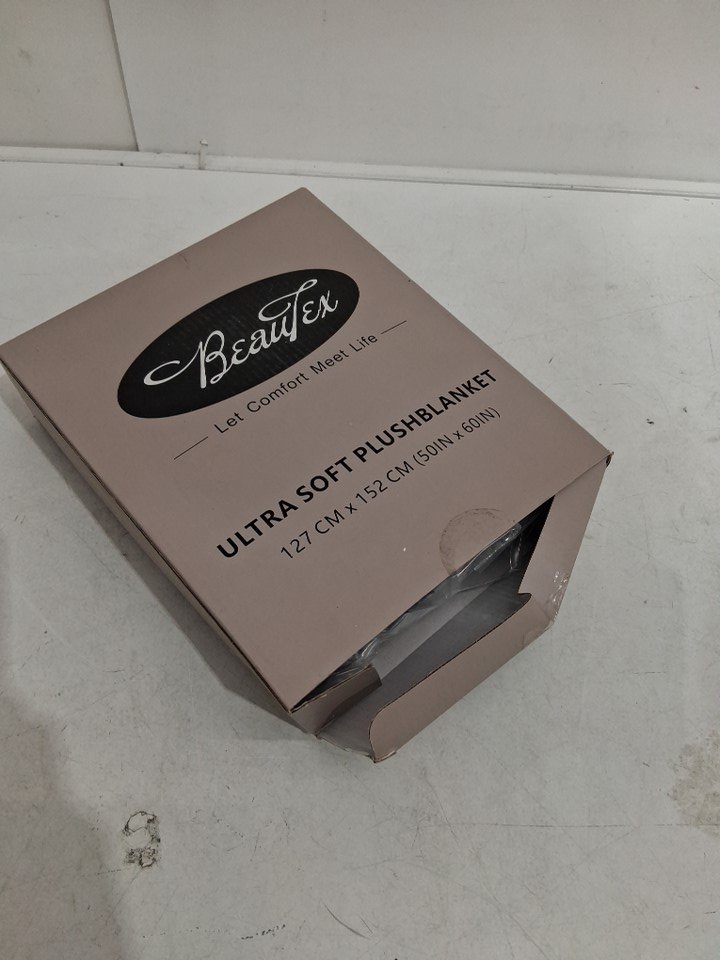 BeauTex
Let Comfort Meet Life
ULTRA SOFT PLUSHBLANKET
127 CM x 152 CM (50IN x 60IN)